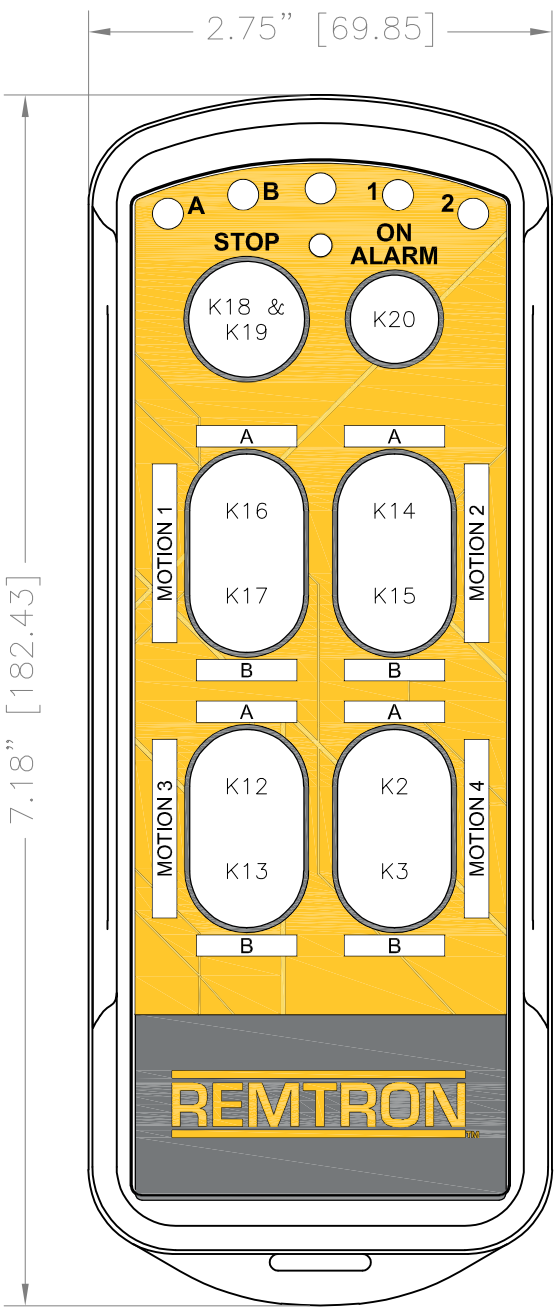 2.75” [69.85]
7.18” [182.43]
A B 1 2
STOP
ON
ALARM
K18 &
K19
K20
A
A
MOTION 1
K16
K17
K14
K15
MOTION 2
B
B
A
A
MOTION 3
K12
K13
K2
K3
MOTION 4
B
B
REMTRON™